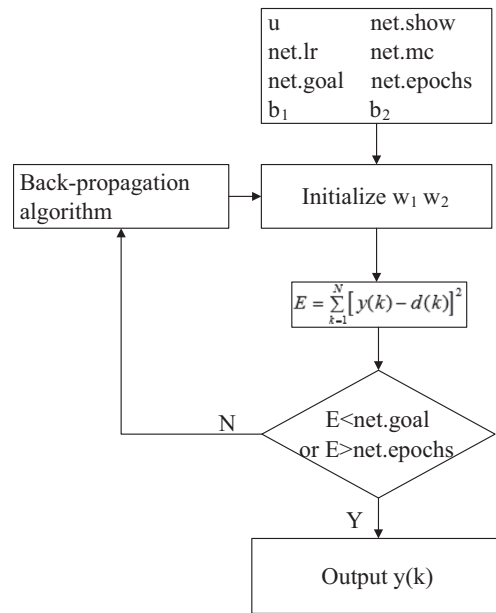 u net.show
net.lr net.mc
net.goal net.epochs
b₁ b₂
Back-propagation
algorithm
Initialize w₁ w₂
E = \sum_{k=1}^{N} [y(k) − d(k)]²
E<net.goal
or E>net.epochs
N
Y
Output y(k)